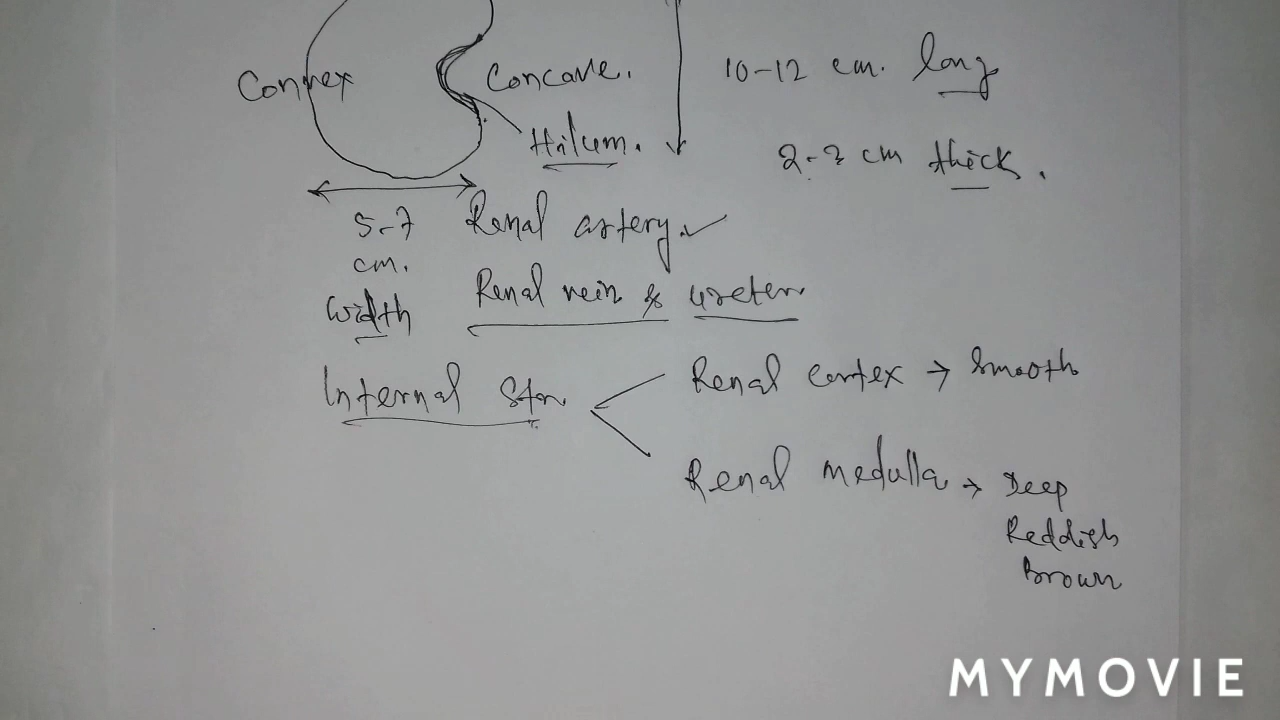 Convex
Concave.
10-12 cm. long
Hilum.
2-3 cm thick.
5-7
cm.
width
Renal artery.
Renal vein & ureter
Internal Str.
Renal cortex → Smooth
Renal medulla → Deep
Reddish
Brown
MYMOVIE